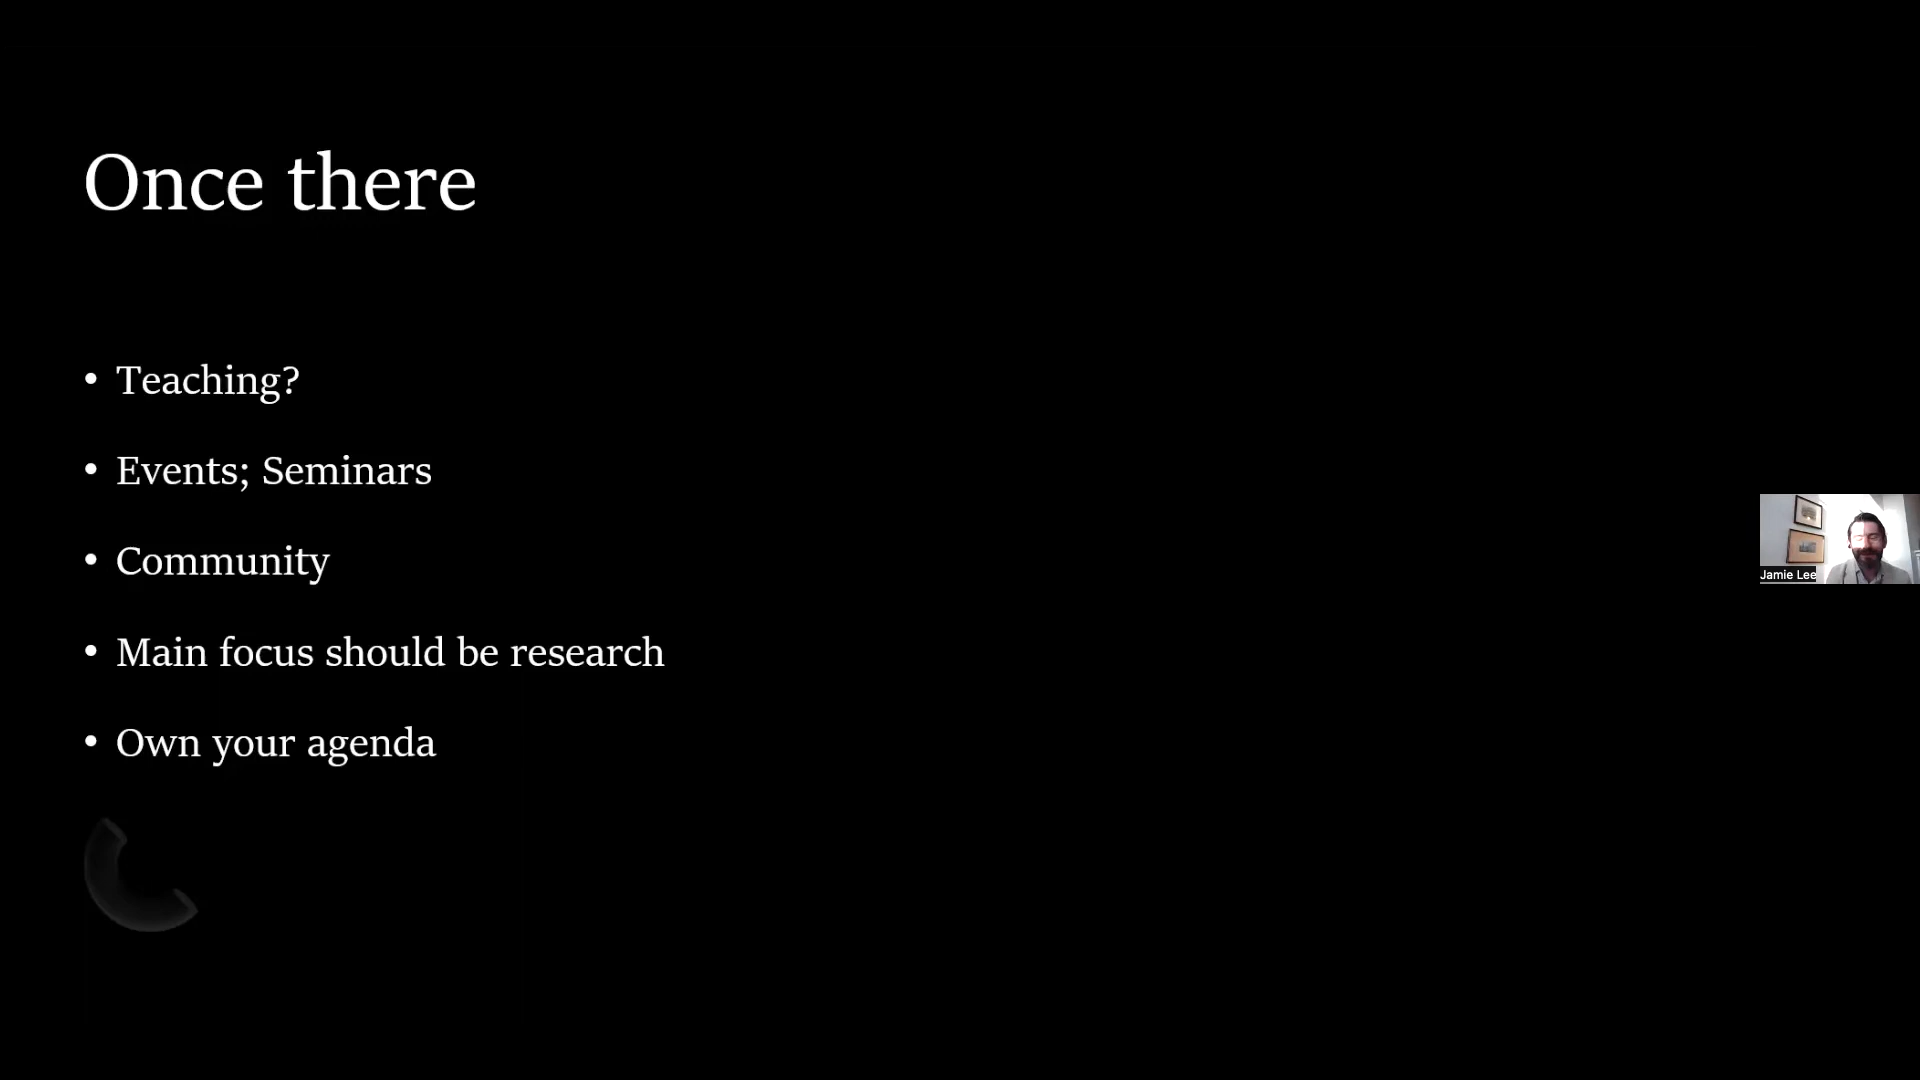 Once there
• Teaching?
• Events; Seminars
• Community
• Main focus should be research
• Own your agenda
Jamie Lee